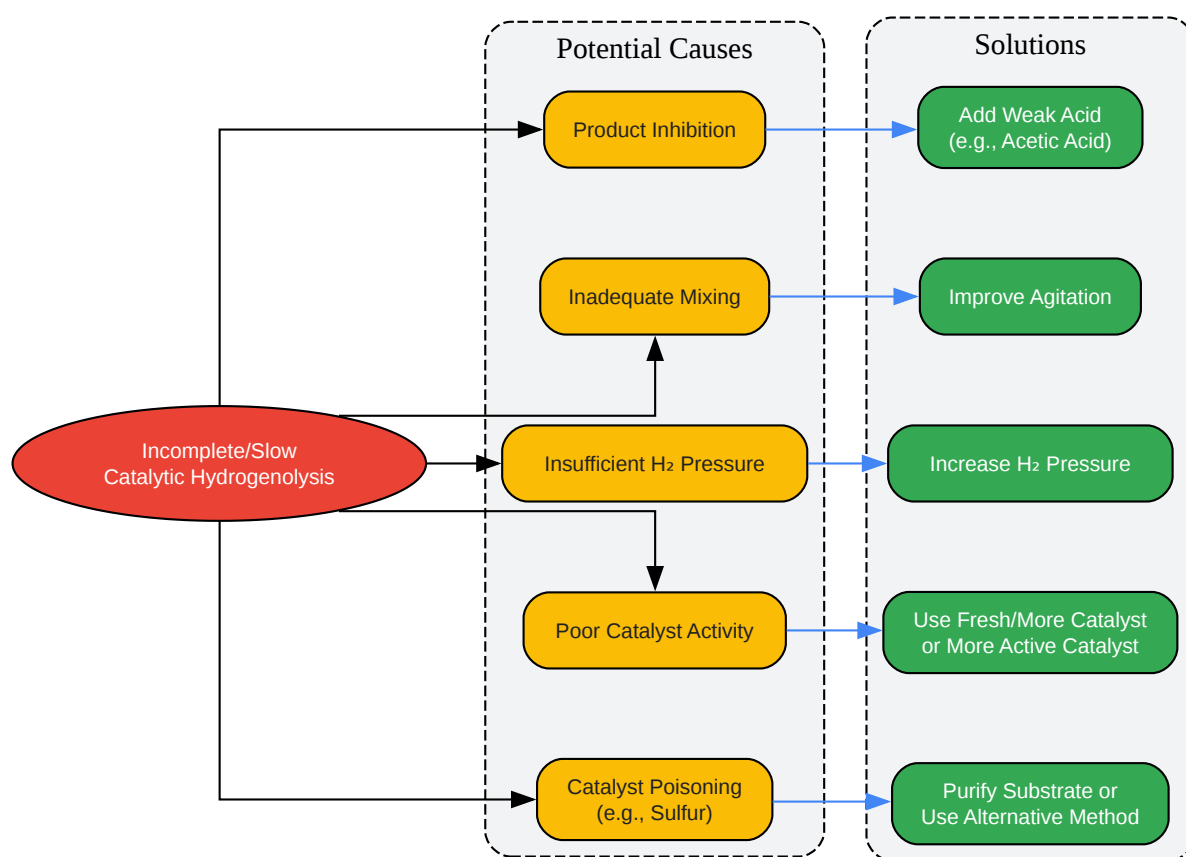 Potential Causes
Solutions
Product Inhibition
Add Weak Acid
(e.g., Acetic Acid)
Inadequate Mixing
Improve Agitation
Incomplete/Slow
Catalytic Hydrogenolysis
Insufficient H₂ Pressure
Increase H₂ Pressure
Poor Catalyst Activity
Use Fresh/More Catalyst
or More Active Catalyst
Catalyst Poisoning
(e.g., Sulfur)
Purify Substrate or
Use Alternative Method